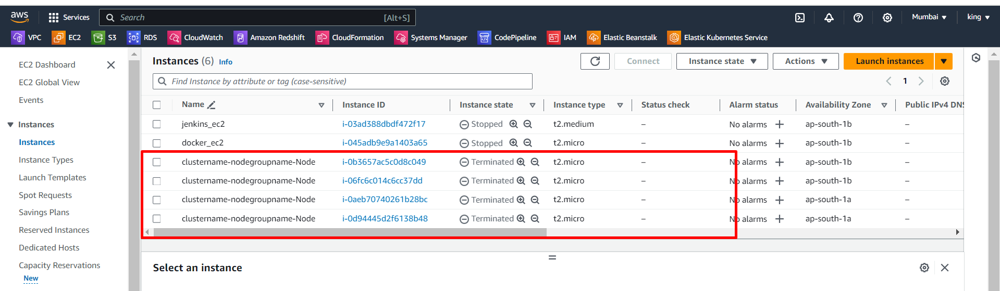 aws
Services
Search
[Alt+S]
Mumbai
king
VPC
EC2
S3
RDS
CloudWatch
Amazon Redshift
CloudFormation
Systems Manager
CodePipeline
IAM
Elastic Beanstalk
Elastic Kubernetes Service
EC2 Dashboard
EC2 Global View
Events
Instances
Instances
Instance Types
Launch Templates
Spot Requests
Savings Plans
Reserved Instances
Dedicated Hosts
Capacity Reservations
New
Instances (6) Info
Connect
Instance state
Actions
Launch instances
Find Instance by attribute or tag (case-sensitive)
1
Name Instance ID Instance state Instance type Status check Alarm status Availability Zone Public IPv4 DNS
jenkins_ec2 i-03ad388dbdf472f17 Stopped t2.medium – No alarms + ap-south-1b –
docker_ec2 i-045adb9e9a1403a65 Stopped t2.micro – No alarms + ap-south-1b –
clustername-nodegroupname-Node i-0b3657ac5c0d8c049 Terminated t2.micro – No alarms + ap-south-1b –
clustername-nodegroupname-Node i-06fc6c014c6cc37dd Terminated t2.micro – No alarms + ap-south-1b –
clustername-nodegroupname-Node i-0aeb70740261b28bc Terminated t2.micro – No alarms + ap-south-1a –
clustername-nodegroupname-Node i-0d94445d2f6138b48 Terminated t2.micro – No alarms + ap-south-1a –
Select an instance